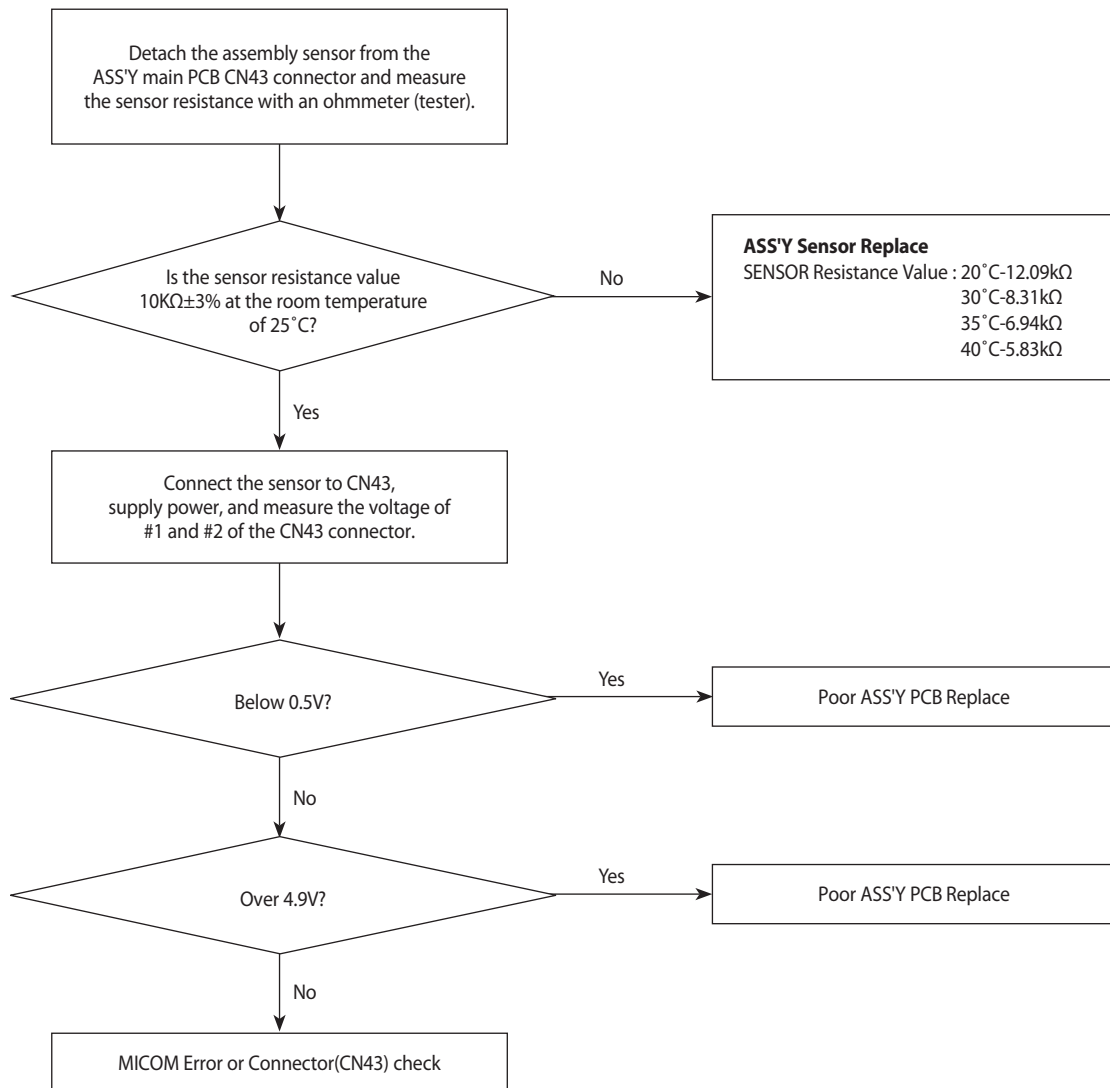 Detach the assembly sensor from the
ASS'Y main PCB CN43 connector and measure
the sensor resistance with an ohmmeter (tester).
Is the sensor resistance value
10KΩ±3% at the room temperature
of 25˚C?
No
ASS'Y Sensor Replace
SENSOR Resistance Value : 20˚C-12.09kΩ
30˚C-8.31kΩ
35˚C-6.94kΩ
40˚C-5.83kΩ
Yes
Connect the sensor to CN43,
supply power, and measure the voltage of
#1 and #2 of the CN43 connector.
Below 0.5V?
Yes
Poor ASS'Y PCB Replace
No
Over 4.9V?
Yes
Poor ASS'Y PCB Replace
No
MICOM Error or Connector(CN43) check